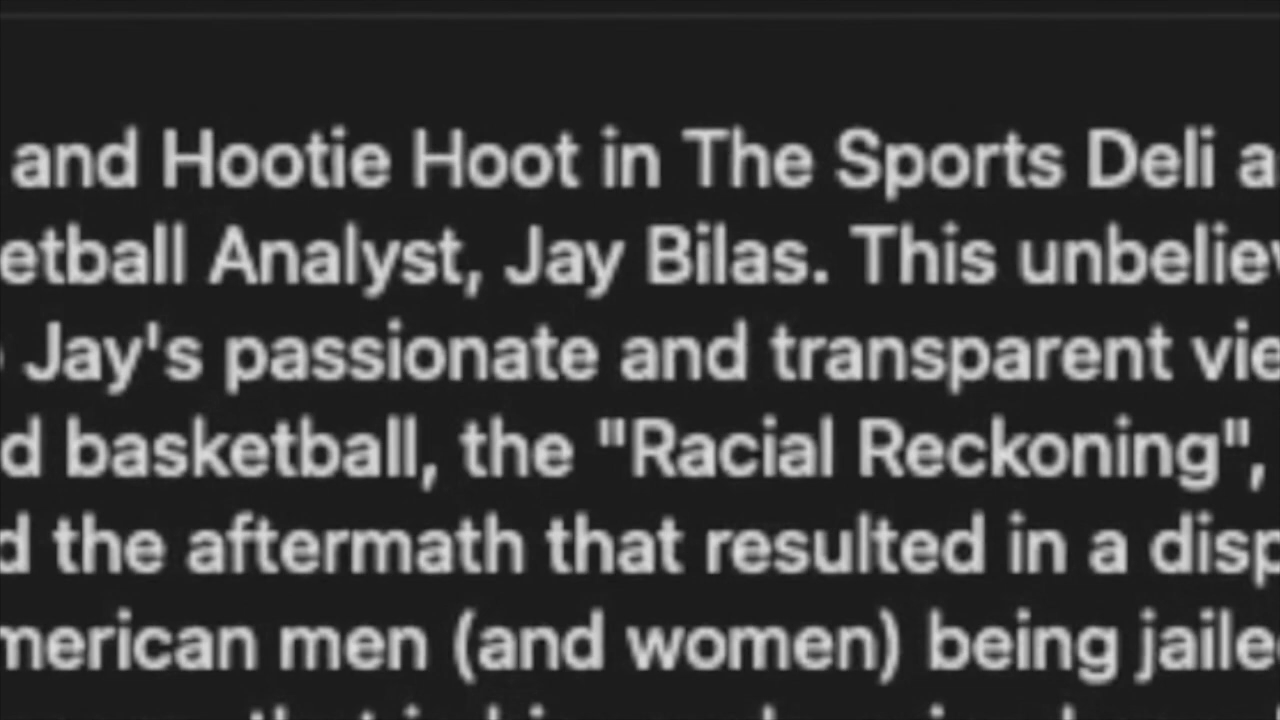 and Hootie Hoot in The Sports Deli a
etball Analyst, Jay Bilas. This unbeliev
Jay's passionate and transparent vie
d basketball, the "Racial Reckoning",
d the aftermath that resulted in a disp
merican men (and women) being jaile